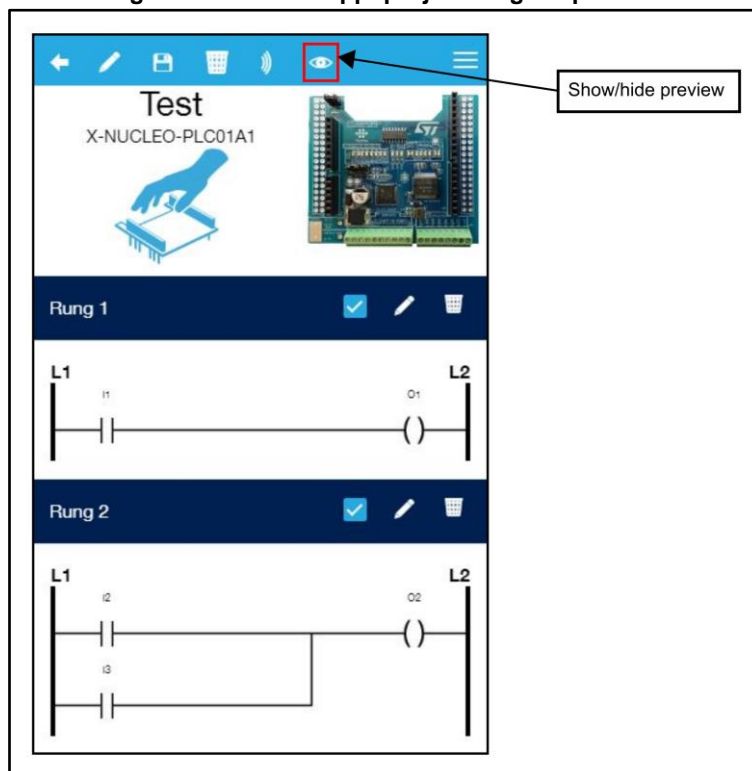 Show/hide preview
Test
X-NUCLEO-PLC01A1
Rung 1
L1
L2
I1
O1
Rung 2
L1
L2
I2
O2
I3